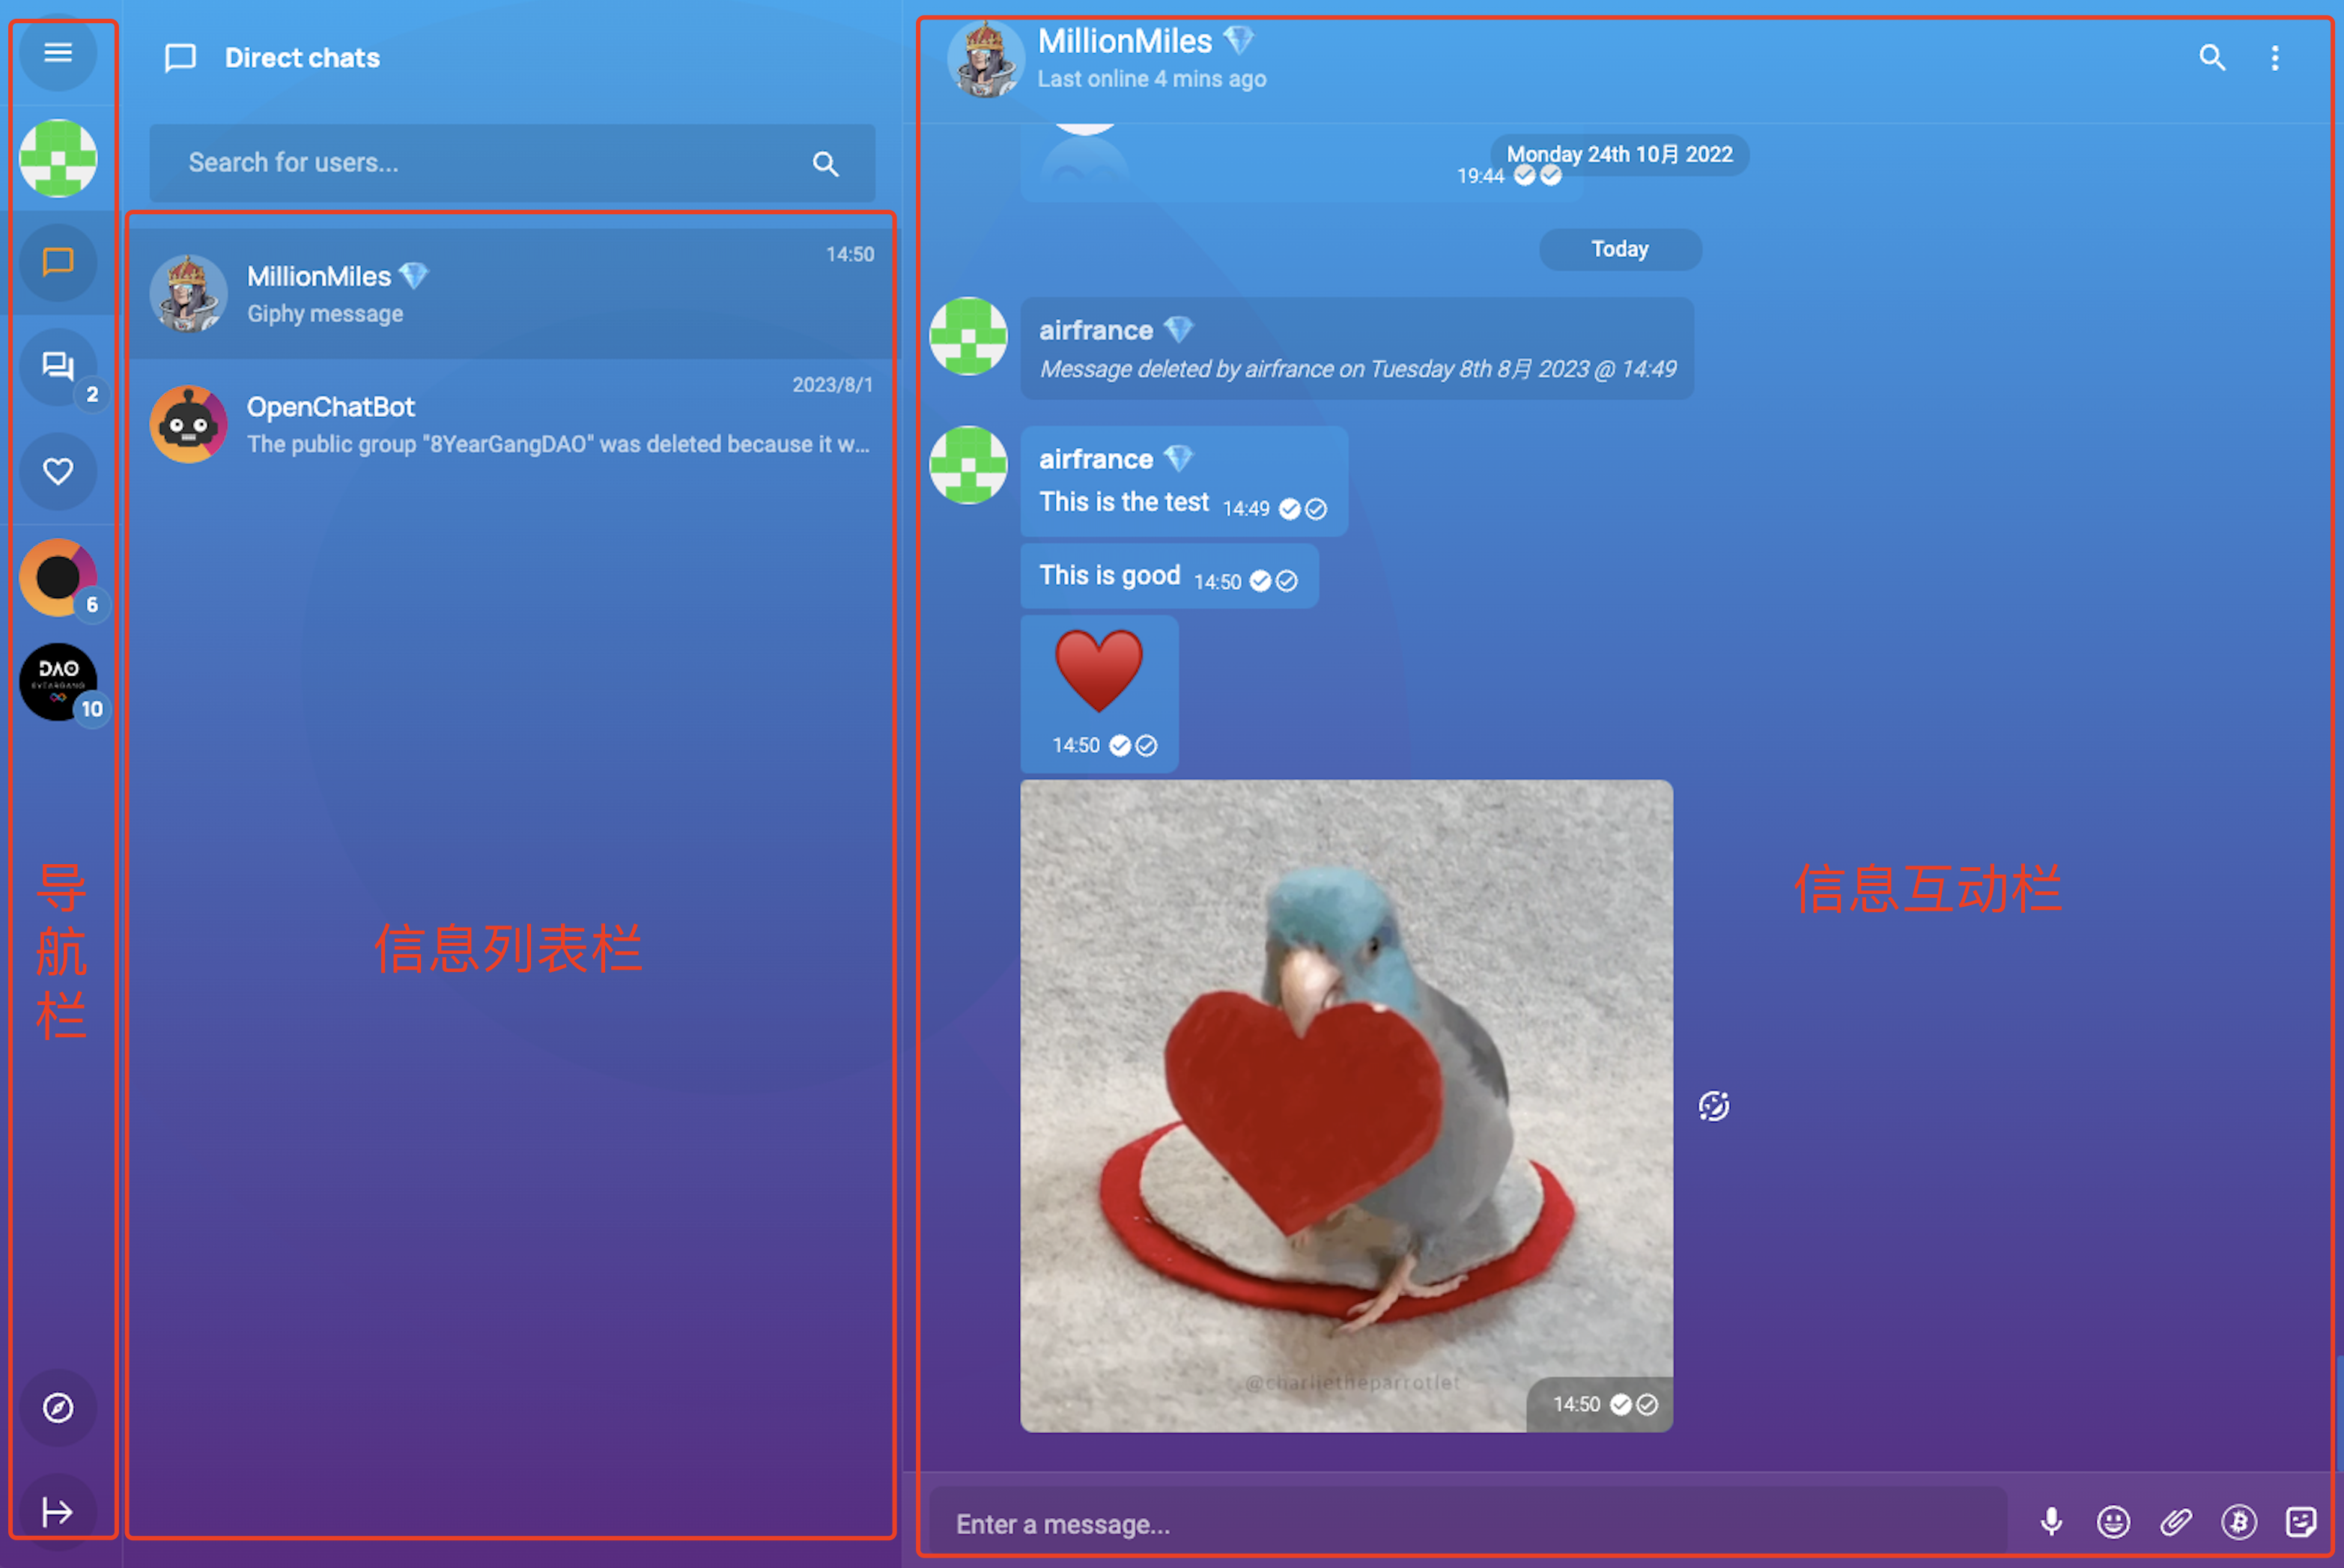 Direct chats
Search for users...
MillionMiles 💎
14:50
Giphy message
OpenChatBot
2023/8/1
The public group "8YearGangDAO" was deleted because it w...
2
6
DAO
10
导
航
栏
信息列表栏
MillionMiles 💎
Last online 4 mins ago
Monday 24th 10月 2022
19:44
Today
airfrance 💎
Message deleted by airfrance on Tuesday 8th 8月 2023 @ 14:49
airfrance 💎
This is the test 14:49
This is good 14:50
14:50
信息互动栏
@charlietheparrotlet
14:50
Enter a message...